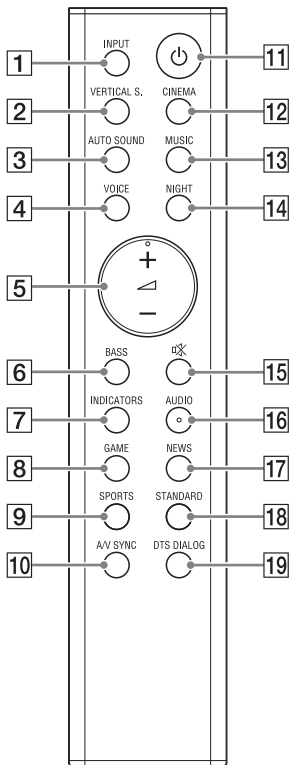 INPUT
1
11
VERTICAL S. CINEMA
2
12
AUTO SOUND MUSIC
3
13
VOICE NIGHT
4
14
+
5
−
BASS
6
15
INDICATORS AUDIO
7
16
GAME NEWS
8
17
SPORTS STANDARD
9
18
A/V SYNC DTS DIALOG
10
19